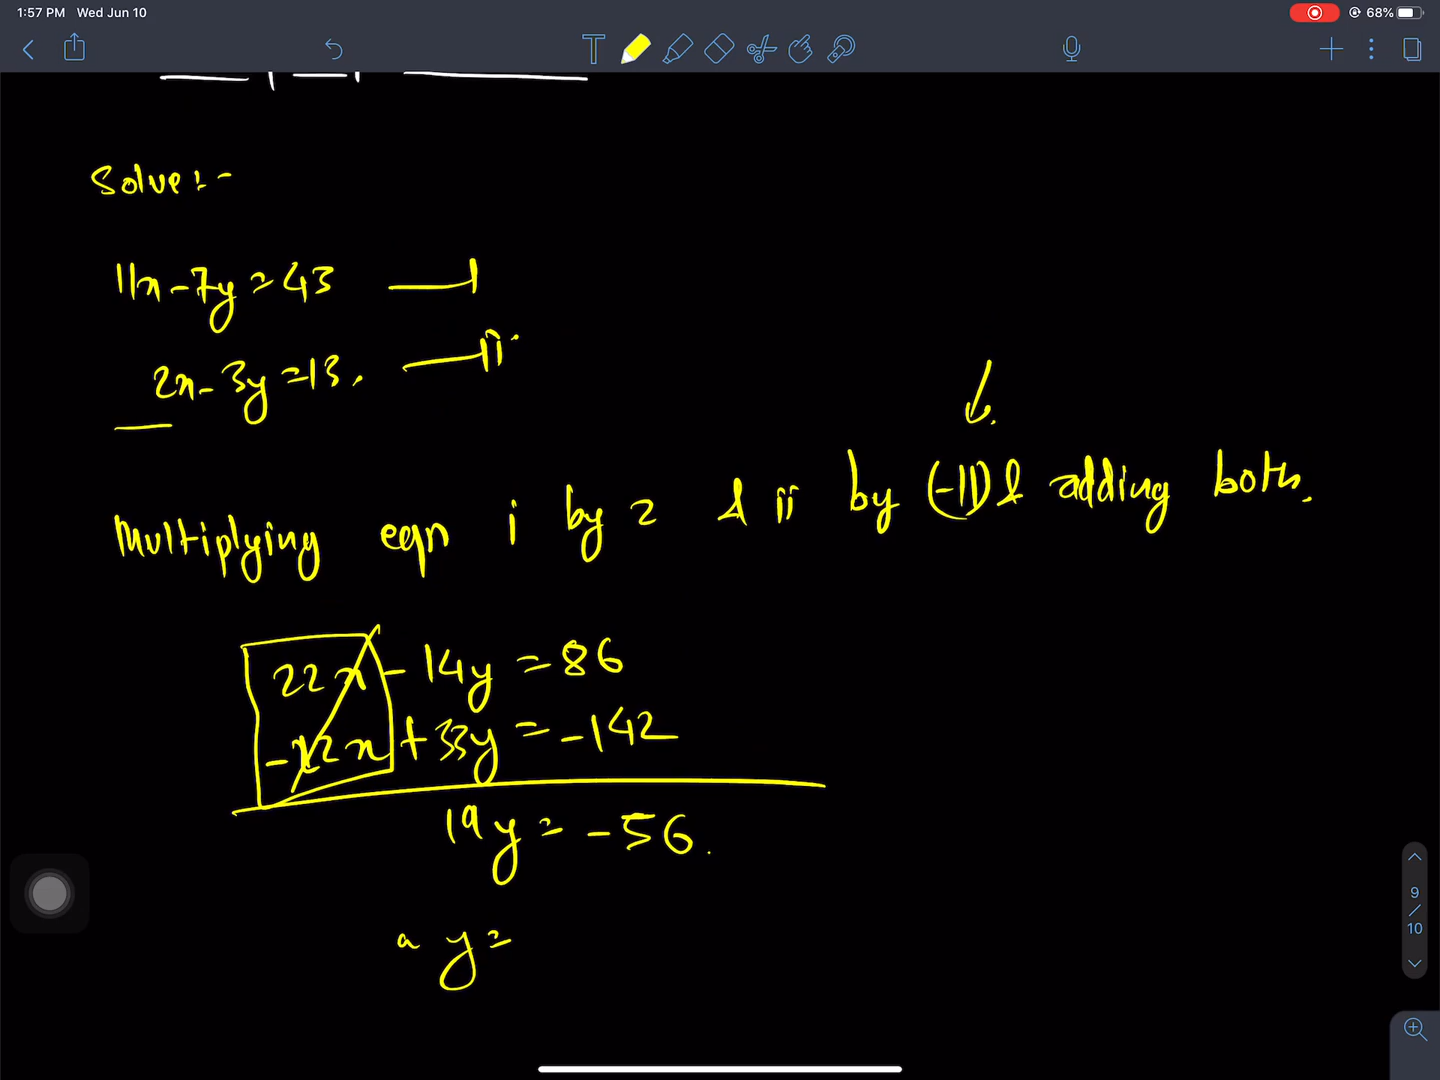 1:57 PM Wed Jun 10
68%
T
Solve:-
11x-7y=43 — i
2x-3y=13. — ii
Multiplying eqn i by 2 & ii by (-11) & adding both.
22x-14y=86
-22x+33y=-142
19y=-56.
y=
9
/
10